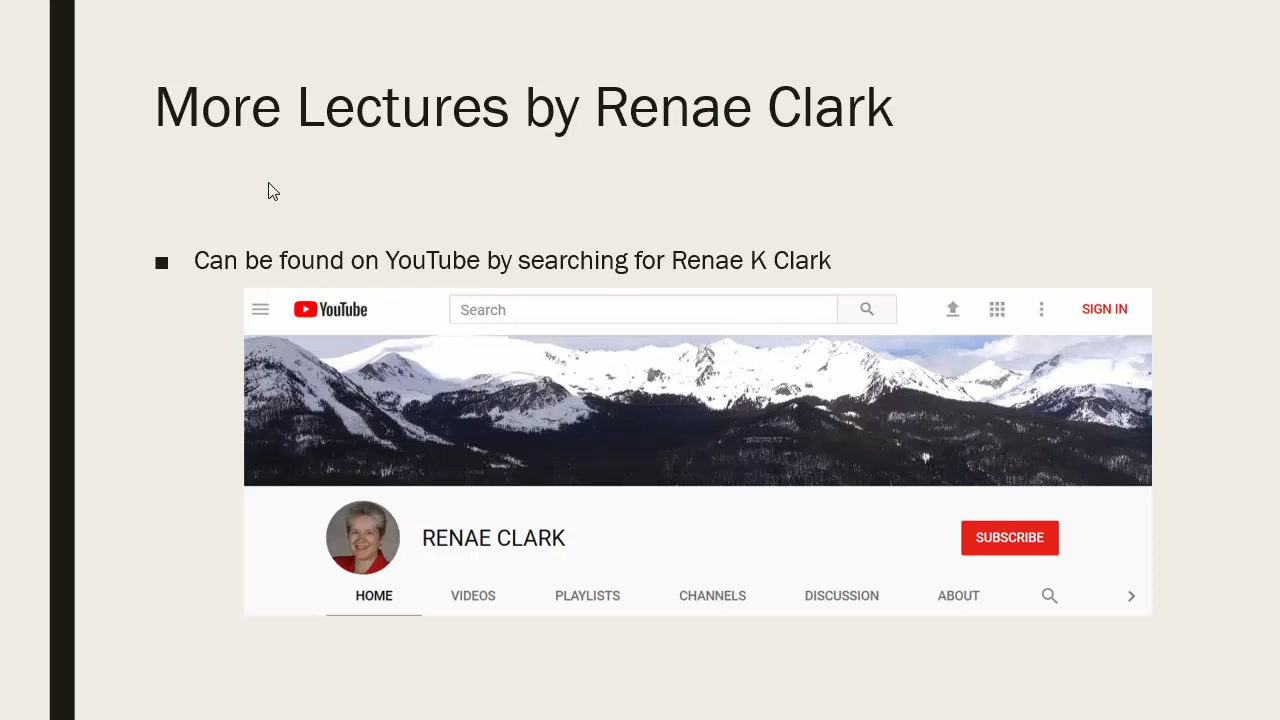 More Lectures by Renae Clark
■ Can be found on YouTube by searching for Renae K Clark
YouTube Search SIGN IN
RENAE CLARK SUBSCRIBE
HOME VIDEOS PLAYLISTS CHANNELS DISCUSSION ABOUT